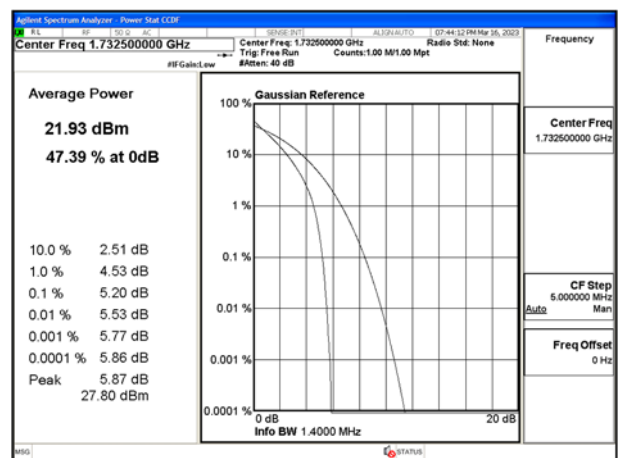 Agilent Spectrum Analyzer - Power Stat CCDF
RL RF 50 Ω AC SENSE:INT ALIGNAUTO 07:44:12 PM Mar 16, 2023
Center Freq 1.732500000 GHz
Center Freq: 1.732500000 GHz Radio Std: None
Trig: Free Run Counts:1.00 M/1.00 Mpt
#IFGain:Low #Atten: 40 dB
Frequency
Average Power
21.93 dBm
47.39 % at 0dB
10.0 % 2.51 dB
1.0 % 4.53 dB
0.1 % 5.20 dB
0.01 % 5.53 dB
0.001 % 5.77 dB
0.0001 % 5.86 dB
Peak 5.87 dB
27.80 dBm
Gaussian Reference
100 %
10 %
1 %
0.1 %
0.01 %
0.001 %
0.0001 %
0 dB 20 dB
Info BW 1.4000 MHz
Center Freq
1.732500000 GHz
CF Step
5.000000 MHz
Auto Man
Freq Offset
0 Hz
MSG STATUS